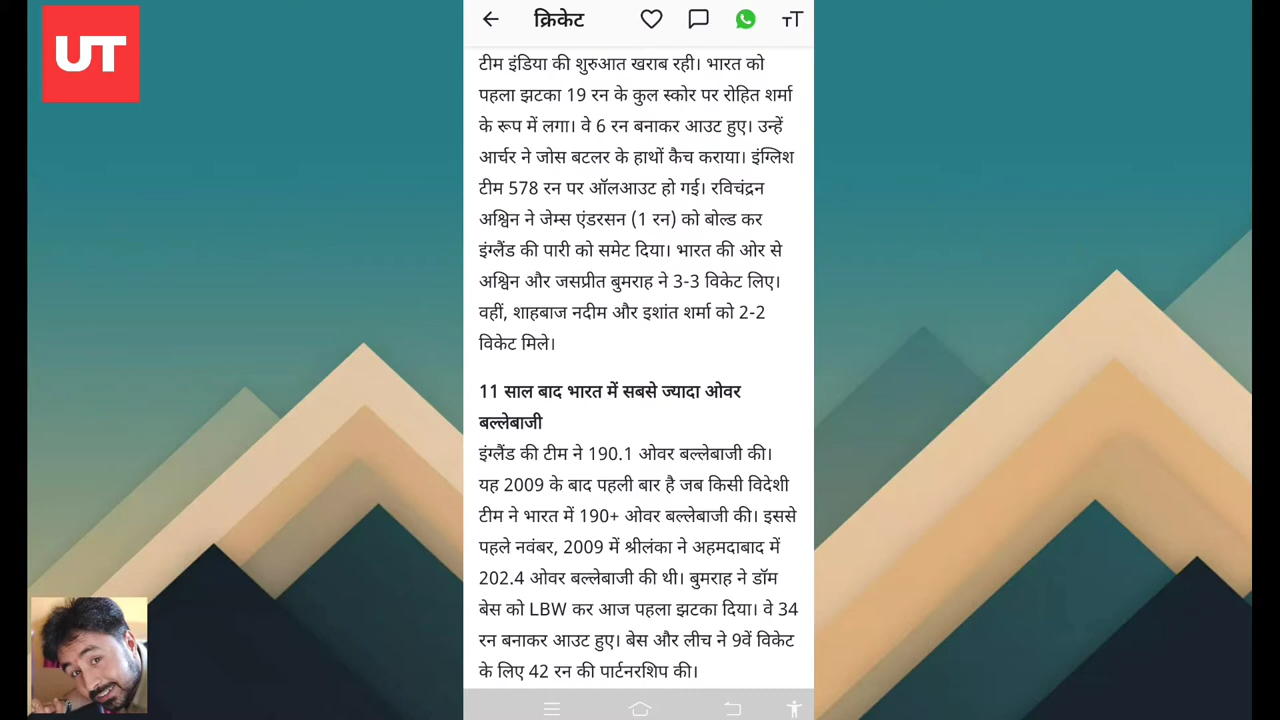 UT
क्रिकेट
TT
टीम इंडिया की शुरुआत खराब रही। भारत को
पहला झटका 19 रन के कुल स्कोर पर रोहित शर्मा
के रूप में लगा। वे 6 रन बनाकर आउट हुए। उन्हें
आर्चर ने जोस बटलर के हाथों कैच कराया। इंग्लिश
टीम 578 रन पर ऑलआउट हो गई। रविचंद्रन
अश्विन ने जेम्स एंडरसन (1 रन) को बोल्ड कर
इंग्लैंड की पारी को समेट दिया। भारत की ओर से
अश्विन और जसप्रीत बुमराह ने 3-3 विकेट लिए।
वहीं, शाहबाज नदीम और इशांत शर्मा को 2-2
विकेट मिले।
11 साल बाद भारत में सबसे ज्यादा ओवर
बल्लेबाजी
इंग्लैंड की टीम ने 190.1 ओवर बल्लेबाजी की।
यह 2009 के बाद पहली बार है जब किसी विदेशी
टीम ने भारत में 190+ ओवर बल्लेबाजी की। इससे
पहले नवंबर, 2009 में श्रीलंका ने अहमदाबाद में
202.4 ओवर बल्लेबाजी की थी। बुमराह ने डॉम
बेस को LBW कर आज पहला झटका दिया। वे 34
रन बनाकर आउट हुए। बेस और लीच ने 9वें विकेट
के लिए 42 रन की पार्टनरशिप की।